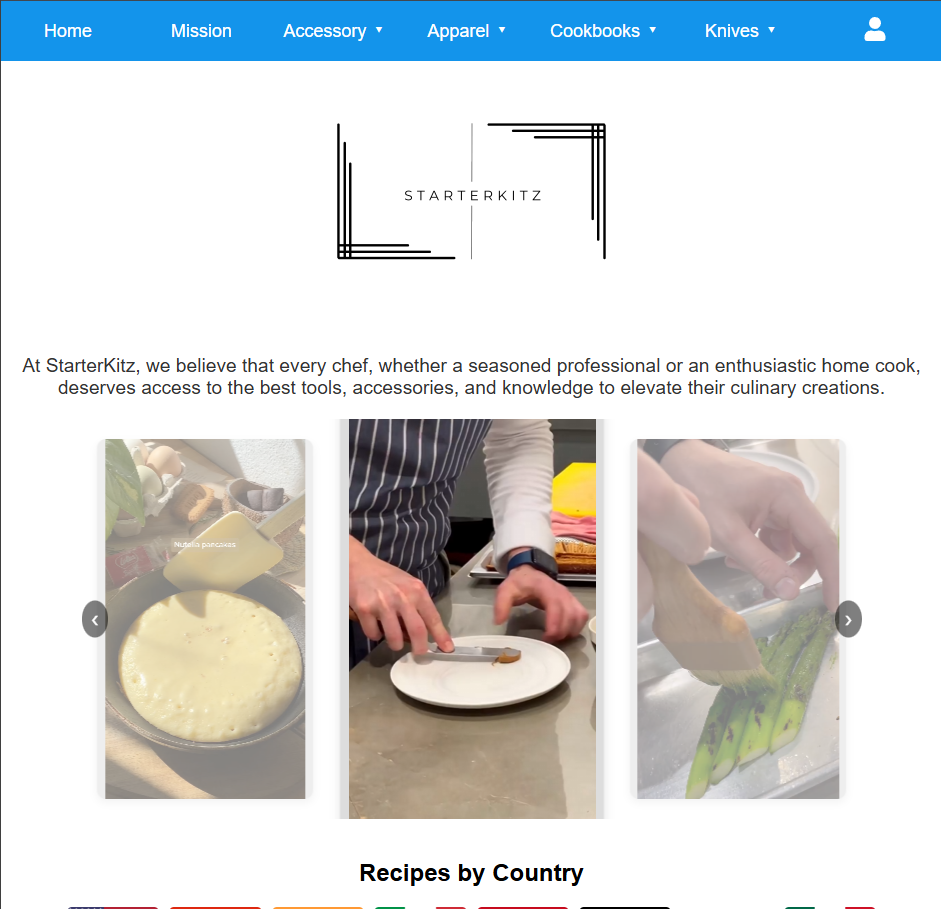 Home Mission Accessory ▼ Apparel ▼ Cookbooks ▼ Knives ▼
STARTERKITZ
At StarterKitz, we believe that every chef, whether a seasoned professional or an enthusiastic home cook,
deserves access to the best tools, accessories, and knowledge to elevate their culinary creations.
Nutella pancakes
‹ ›
Recipes by Country